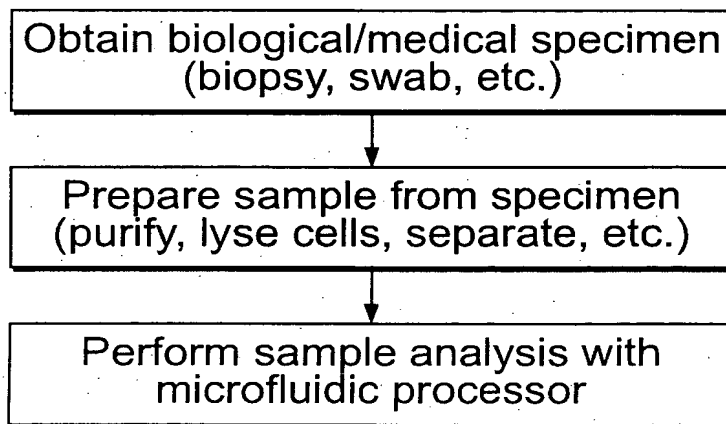 Obtain biological/medical specimen
(biopsy, swab, etc.)
Prepare sample from specimen
(purify, lyse cells, separate, etc.)
Perform sample analysis with
microfluidic processor